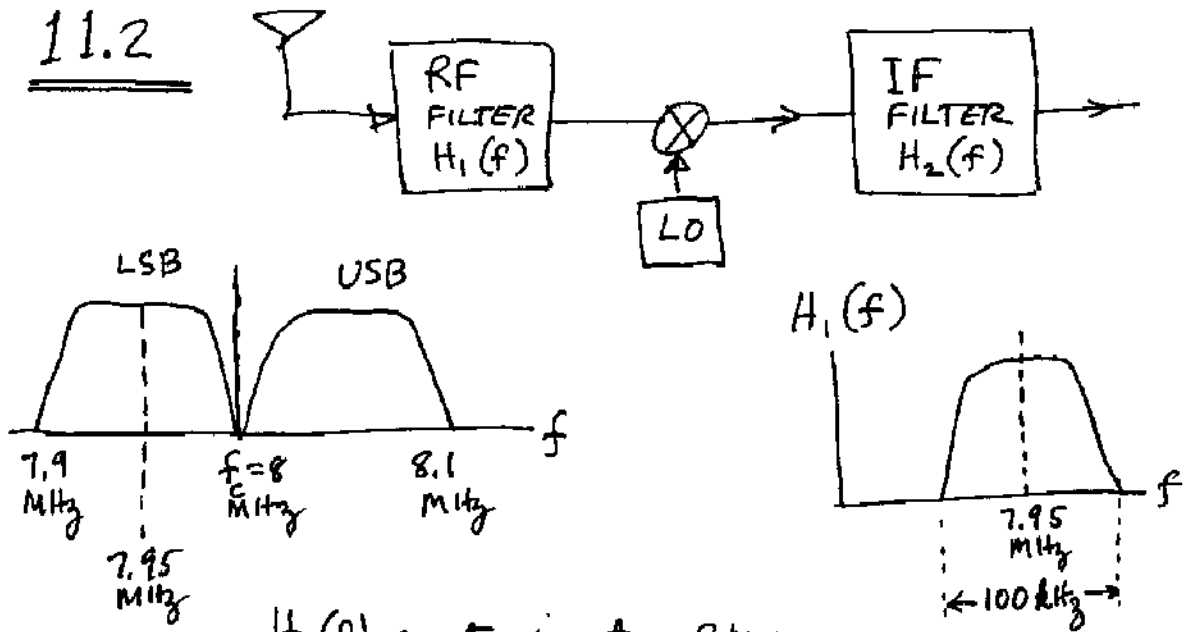 11.2
RF
FILTER
H₁(f)
IF
FILTER
H₂(f)
LO
LSB
USB
7.9
MHz
7.95
MHz
f_c=8
MHz
8.1
MHz
f
H₁(f)
7.95
MHz
f
100 kHz